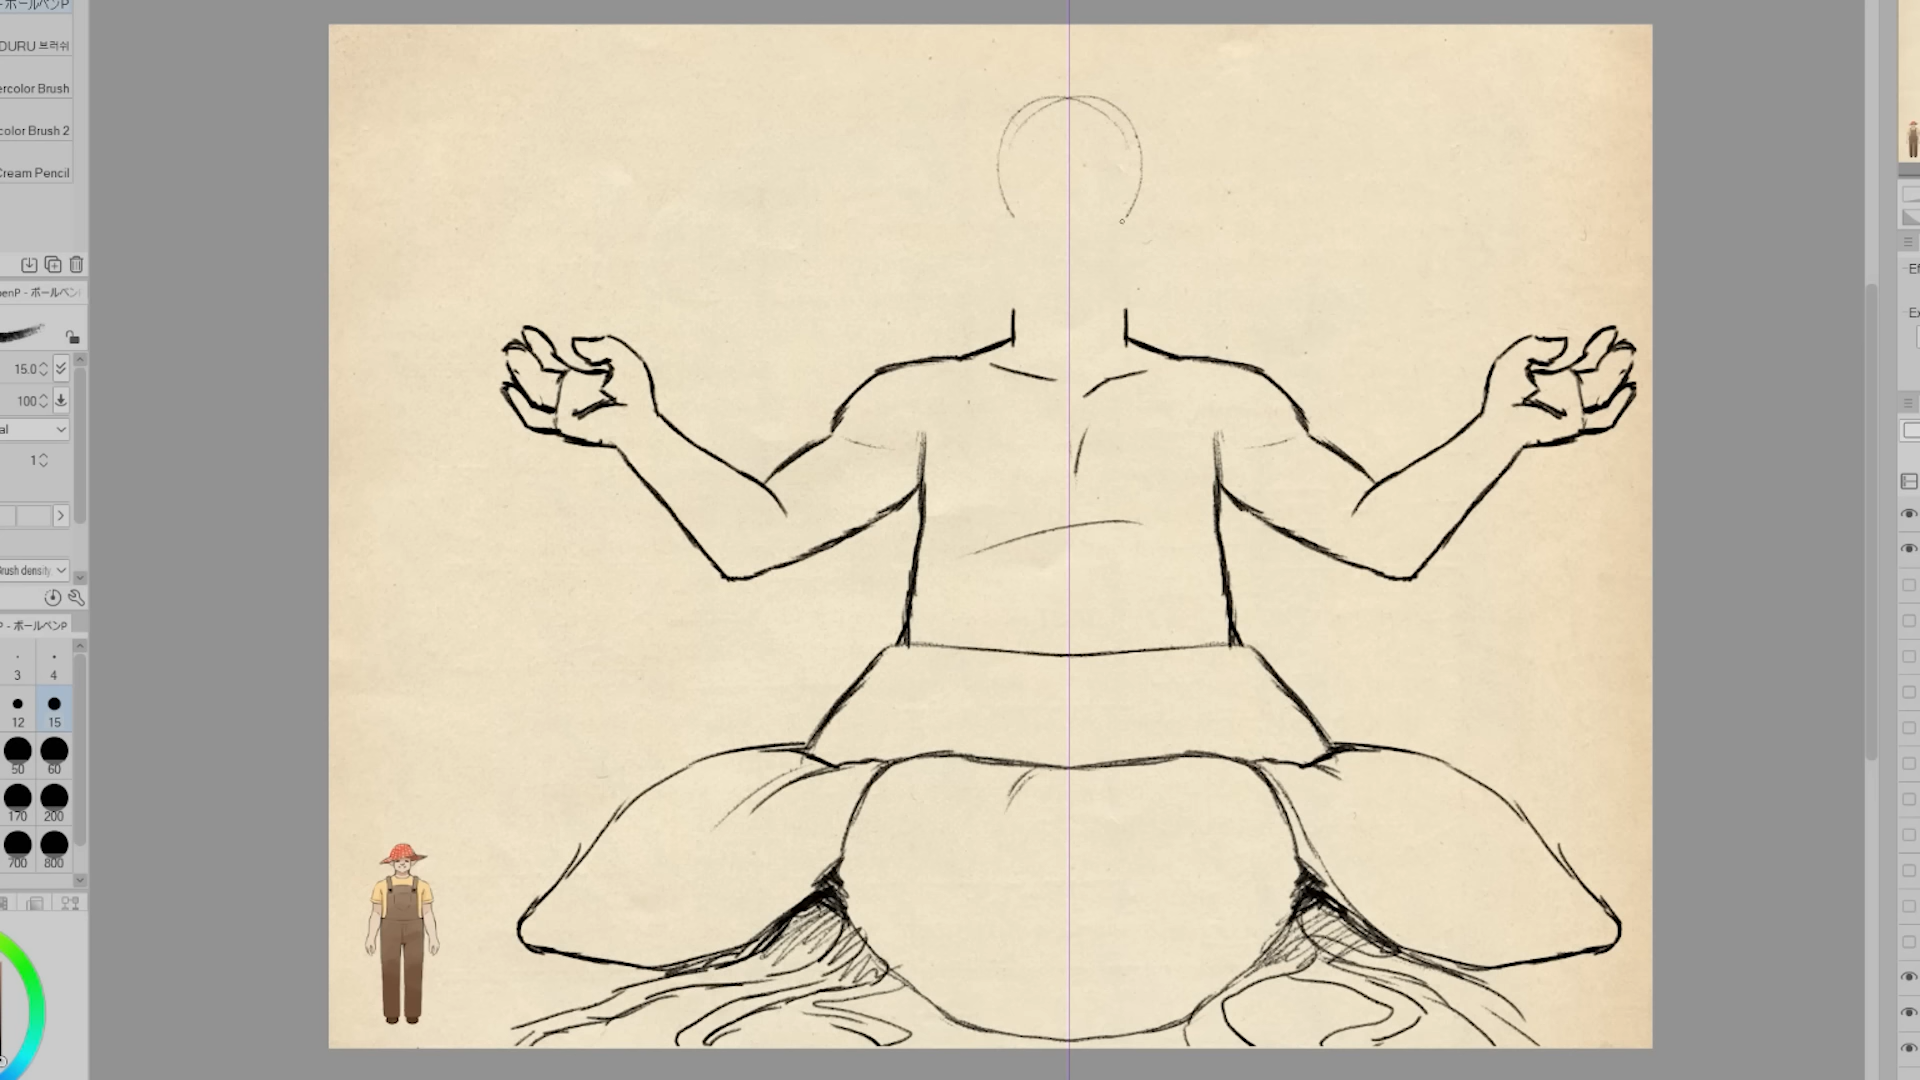 - ボールペンP
DURU 브러쉬
ercolor Brush
color Brush 2
Cream Pencil
penP - ボールペン
15.0
100
al
1
Brush density
P - ボールペンP
3 4
12 15
50 60
170 200
700 800
Ef
Ex